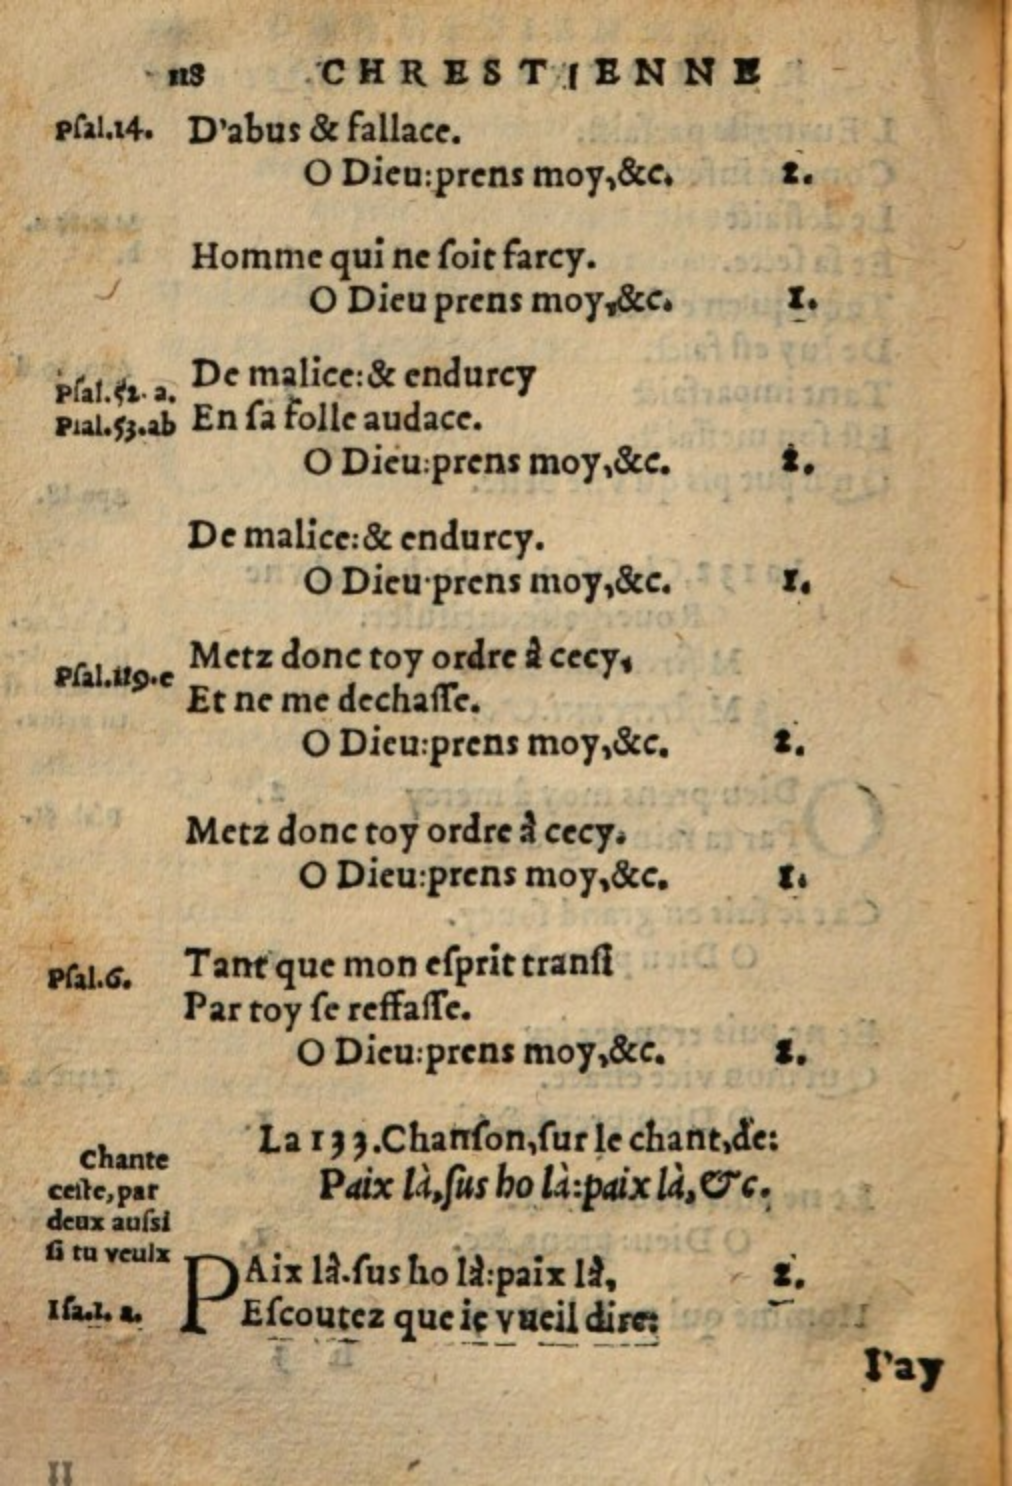 118 CHRESTIENNE
Pſal.14. D'abus & fallace.
O Dieu:prens moy,&c. 2.
Homme qui ne ſoit farcy.
O Dieu prens moy,&c. 1.
De malice:& endurcy
Pſal.52. a.
En ſa folle audace.
Pſal.53.ab
O Dieu:prens moy,&c. 2.
De malice:& endurcy.
O Dieu:prens moy,&c. 1.
Metz donc toy ordre à cecy,
Pſal.119.e
Et ne me dechaſſe.
O Dieu:prens moy,&c. 2.
Metz donc toy ordre à cecy.
O Dieu:prens moy,&c. 1.
Tant que mon eſprit tranſi
Pſal.6.
Par toy ſe reffaſſe.
O Dieu:prens moy,&c. 2.
La 133.Chanſon,ſur le chant,de:
Paix là,ſus ho là:paix là,&c.
Chante
ceſte,par
deux auſsi
ſi tu veulx
PAix là.ſus ho là:paix là, 2.
Iſa.1. a.
Eſcoutez que ie vueil dire:
I'ay